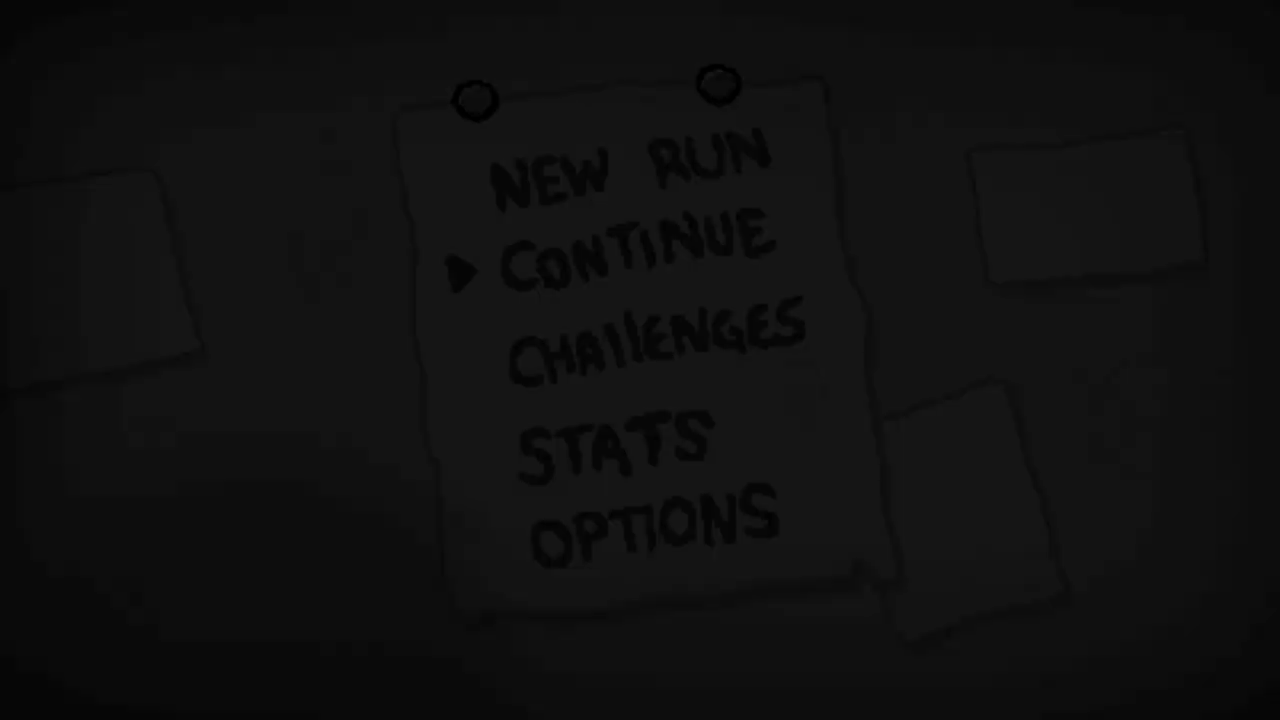 NEW RUN
CONTINUE
CHALLENGES
STATS
OPTIONS